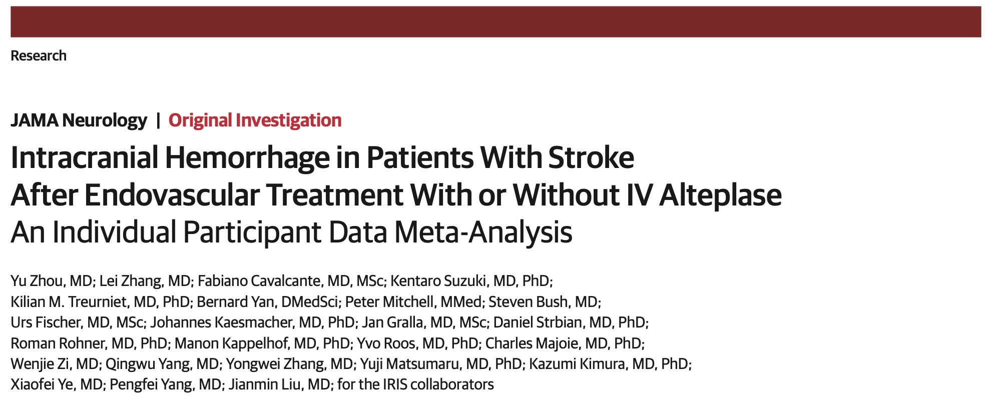 Research
JAMA Neurology | Original Investigation
Intracranial Hemorrhage in Patients With Stroke
After Endovascular Treatment With or Without IV Alteplase
An Individual Participant Data Meta-Analysis
Yu Zhou, MD; Lei Zhang, MD; Fabiano Cavalcante, MD, MSc; Kentaro Suzuki, MD, PhD;
Kilian M. Treurniet, MD, PhD; Bernard Yan, DMedSci; Peter Mitchell, MMed; Steven Bush, MD;
Urs Fischer, MD, MSc; Johannes Kaesmacher, MD, PhD; Jan Gralla, MD, MSc; Daniel Strbian, MD, PhD;
Roman Rohner, MD, PhD; Manon Kappelhof, MD, PhD; Yvo Roos, MD, PhD; Charles Majoie, MD, PhD;
Wenjie Zi, MD; Qingwu Yang, MD; Yongwei Zhang, MD; Yuji Matsumaru, MD, PhD; Kazumi Kimura, MD, PhD;
Xiaofei Ye, MD; Pengfei Yang, MD; Jianmin Liu, MD; for the IRIS collaborators